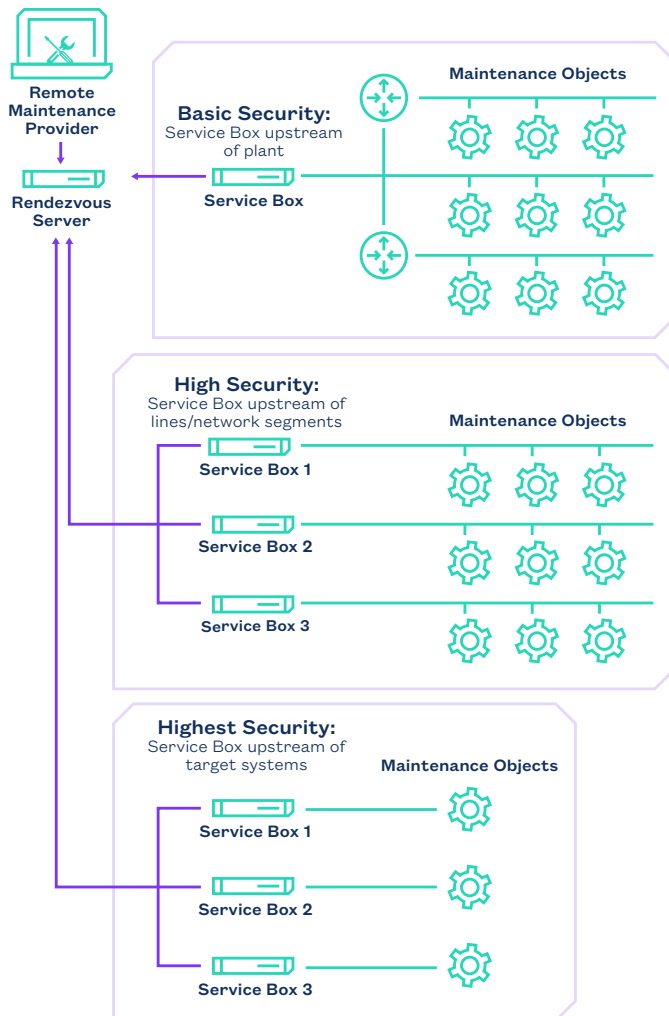 Remote
Maintenance
Provider
Rendezvous
Server
Basic Security:
Service Box upstream
of plant
Service Box
Maintenance Objects
High Security:
Service Box upstream of
lines/network segments
Maintenance Objects
Service Box 1
Service Box 2
Service Box 3
Highest Security:
Service Box upstream of
target systems
Maintenance Objects
Service Box 1
Service Box 2
Service Box 3